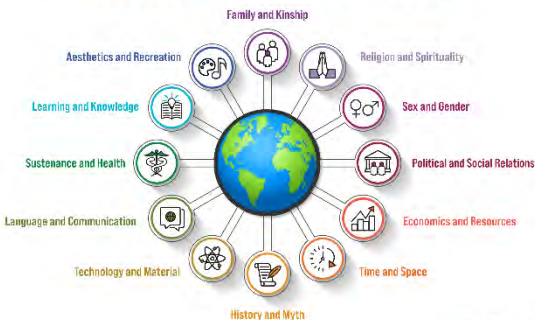 Family and Kinship
Religion and Spirituality
Sex and Gender
Political and Social Relations
Economics and Resources
Time and Space
History and Myth
Technology and Material
Language and Communication
Sustenance and Health
Learning and Knowledge
Aesthetics and Recreation